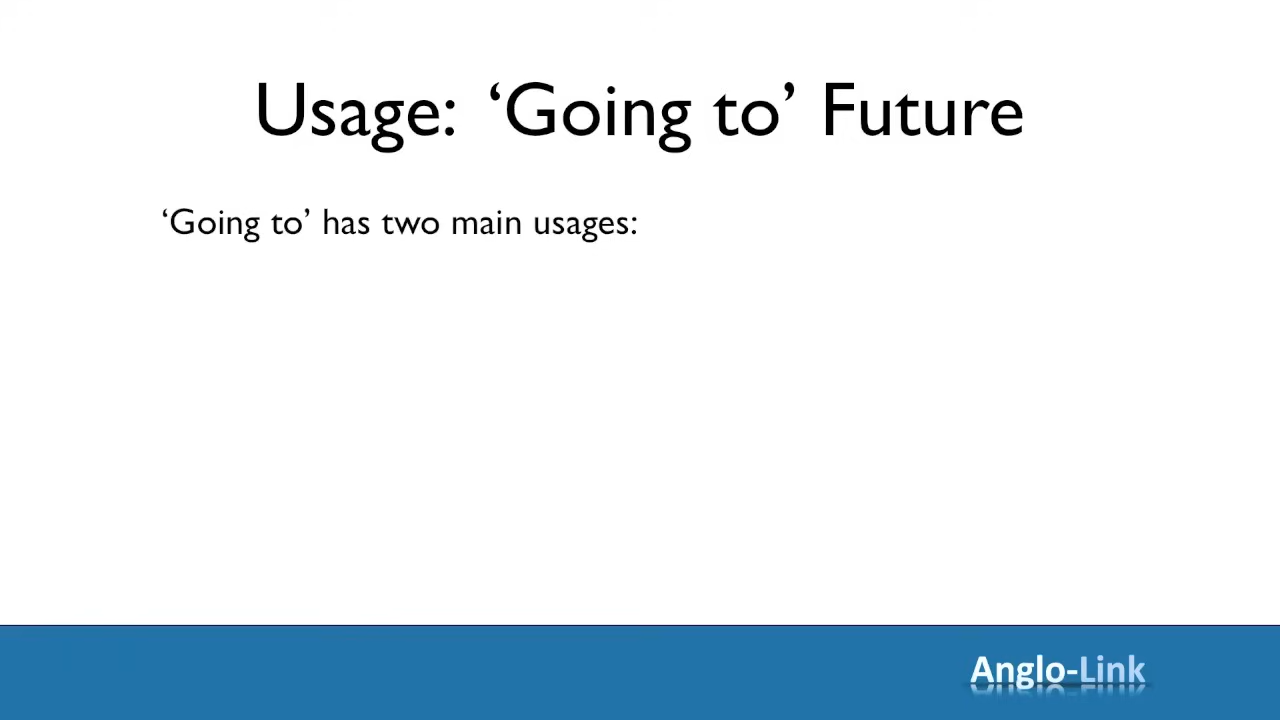 Usage: ‘Going to’ Future
‘Going to’ has two main usages:
Anglo-Link